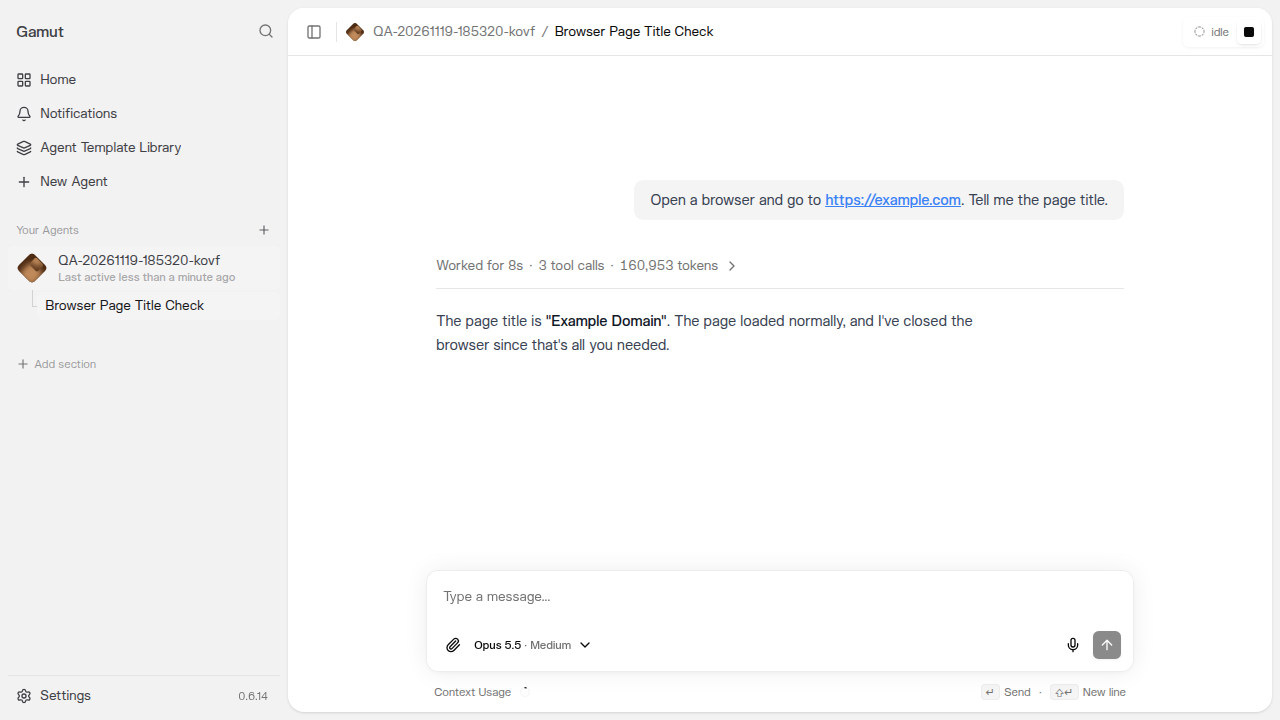 Gamut
Home
Notifications
Agent Template Library
New Agent
Your Agents
QA-20261119-185320-kovf
Last active less than a minute ago
Browser Page Title Check
Add section
Settings
0.6.14
QA-20261119-185320-kovf / Browser Page Title Check
idle
Open a browser and go to https://example.com. Tell me the page title.
Worked for 8s · 3 tool calls · 160,953 tokens
The page title is "Example Domain". The page loaded normally, and I've closed the
browser since that's all you needed.
Type a message...
Opus 5.5 · Medium
Context Usage
↵ Send · ⇧↵ New line